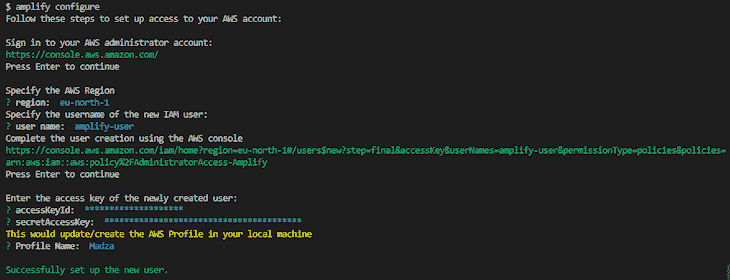 $ amplify configure
Follow these steps to set up access to your AWS account:
Sign in to your AWS administrator account:
https://console.aws.amazon.com/
Press Enter to continue
Specify the AWS Region
? region:  eu-north-1
Specify the username of the new IAM user:
? user name:  amplify-user
Complete the user creation using the AWS console
https://console.aws.amazon.com/iam/home?region=eu-north-1#/users$new?step=final&accessKey&userNames=amplify-user&permissionType=policies&policies=
arn:aws:iam::aws:policy%2FAdministratorAccess-Amplify
Press Enter to continue
Enter the access key of the newly created user:
? accessKeyId:  ********************
? secretAccessKey:  ****************************************
This would update/create the AWS Profile in your local machine
? Profile Name:  Madza
Successfully set up the new user.